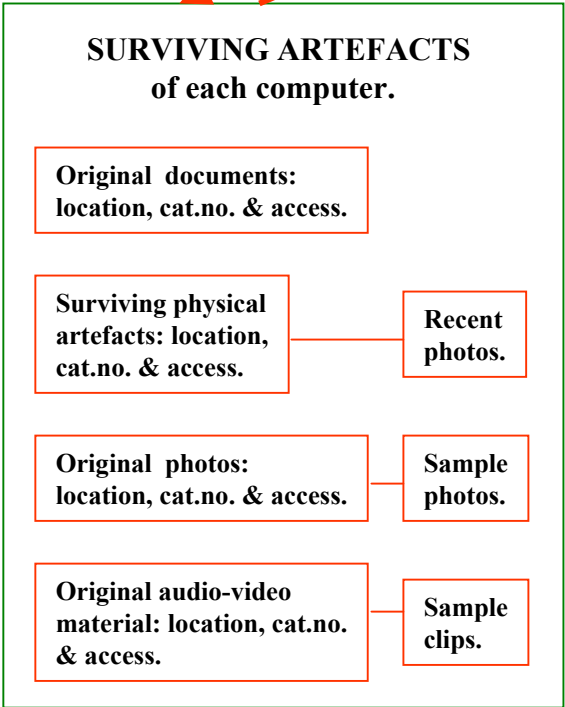 SURVIVING ARTEFACTS
of each computer.
Original documents:
location, cat.no. & access.
Surviving physical
artefacts: location,
cat.no. & access.
Recent
photos.
Original photos:
location, cat.no. & access.
Sample
photos.
Original audio-video
material: location, cat.no.
& access.
Sample
clips.